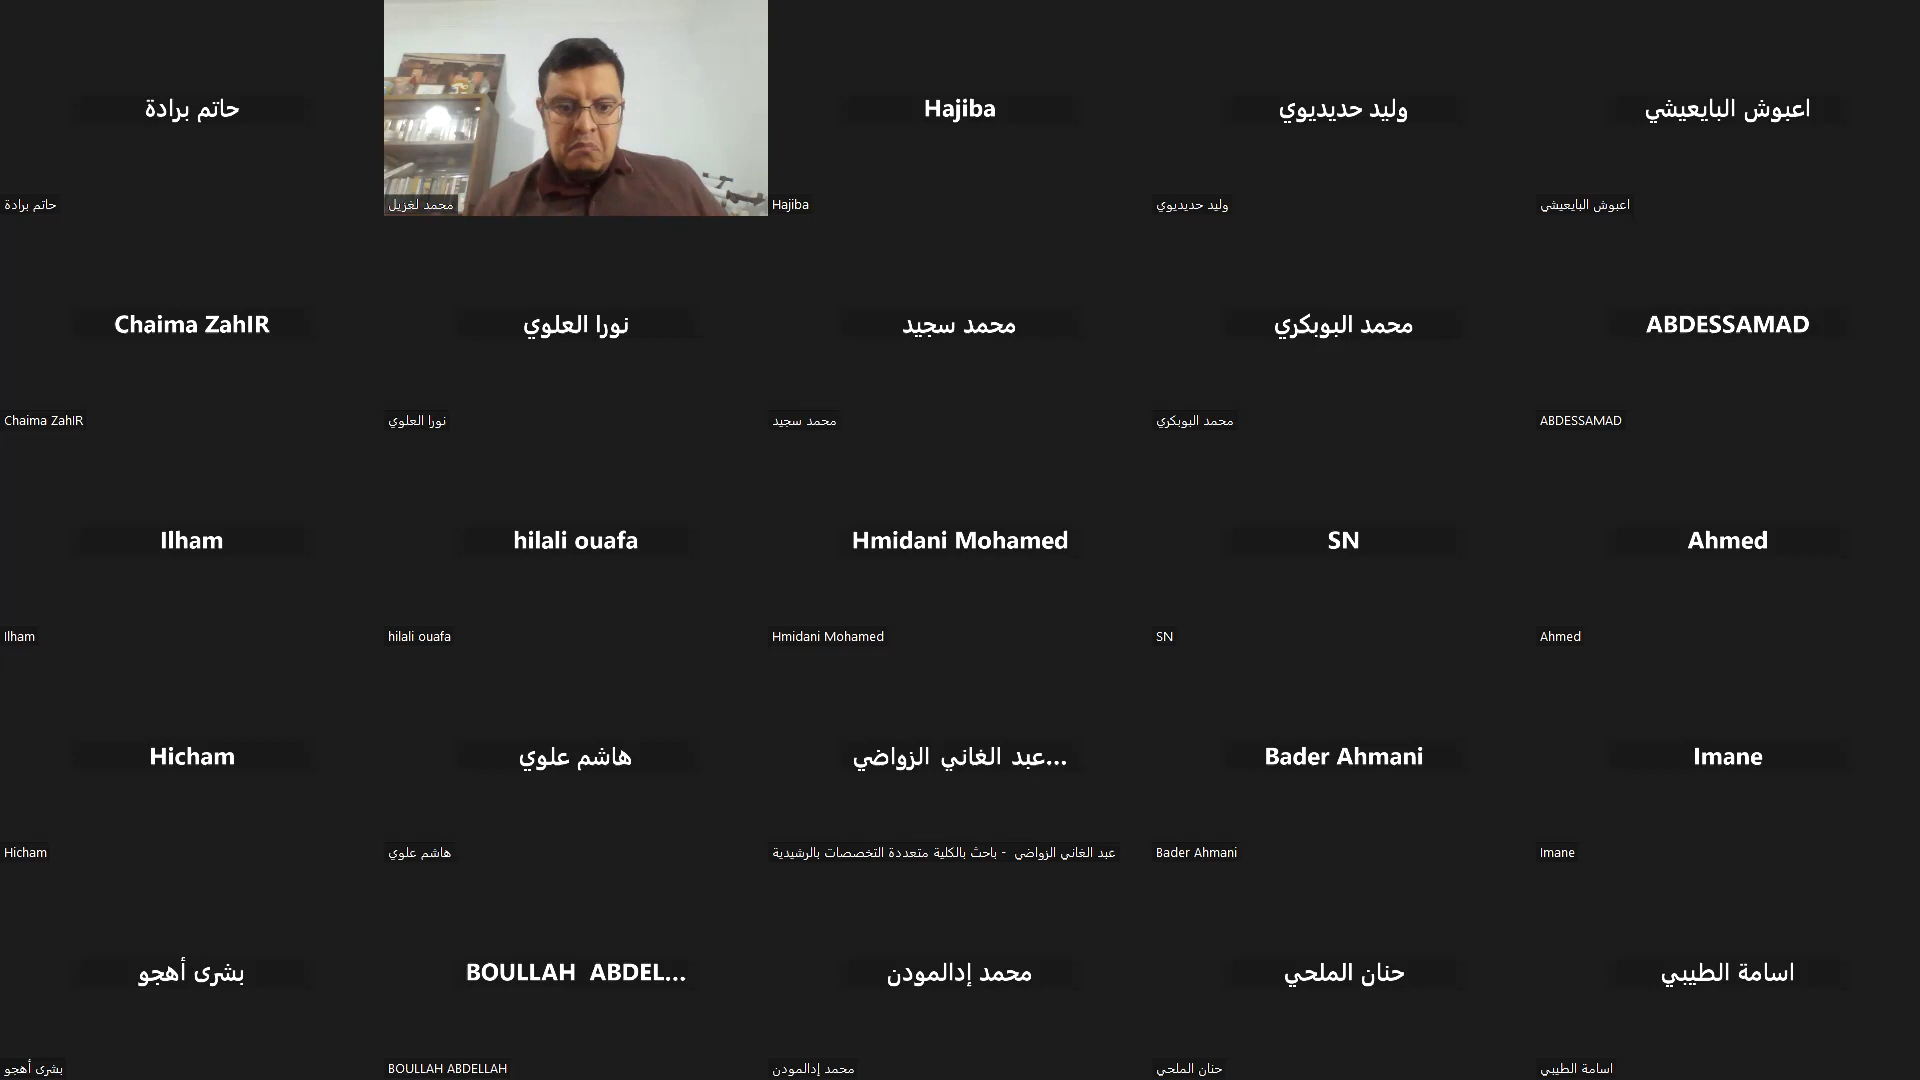 حاتم برادة
Hajiba
وليد حديديوي
اعبوش البايعيشي
حاتم برادة
محمد لغزيل
Hajiba
وليد حديديوي
اعبوش البايعيشي
Chaima ZahIR
نورا العلوي
محمد سجيد
محمد البوبكري
ABDESSAMAD
Chaima ZahIR
نورا العلوي
محمد سجيد
محمد البوبكري
ABDESSAMAD
Ilham
hilali ouafa
Hmidani Mohamed
SN
Ahmed
Ilham
hilali ouafa
Hmidani Mohamed
SN
Ahmed
Hicham
هاشم علوي
عبد الغاني الزواضي...
Bader Ahmani
Imane
Hicham
هاشم علوي
عبد الغاني الزواضي - باحث بالكلية متعددة التخصصات بالرشيدية
Bader Ahmani
Imane
بشرى أهجو
BOULLAH ABDEL...
محمد إدالمودن
حنان الملحي
اسامة الطيبي
بشرى أهجو
BOULLAH ABDELLAH
محمد إدالمودن
حنان الملحي
اسامة الطيبي